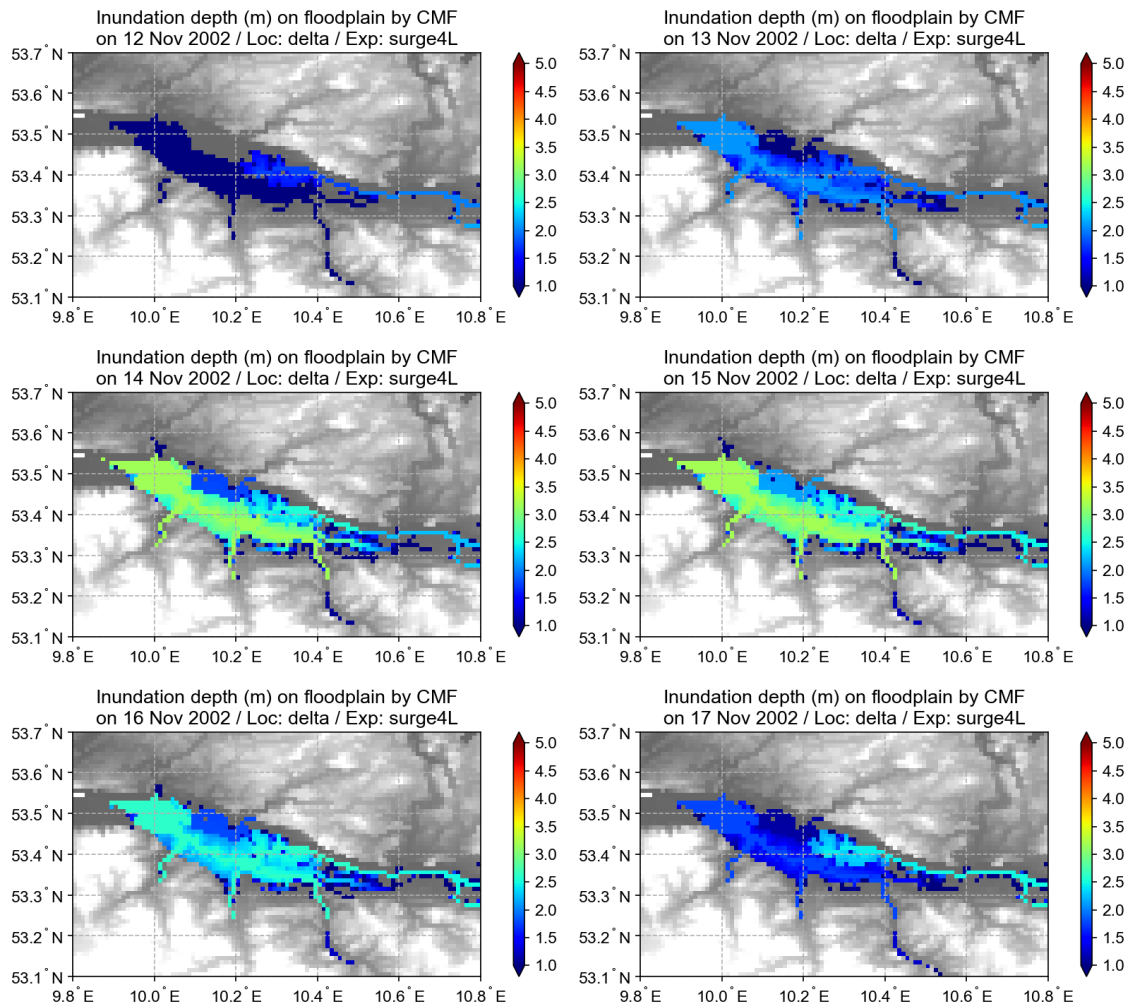 Inundation depth (m) on floodplain by CMF
on 12 Nov 2002 / Loc: delta / Exp: surge4L
53.7° N
53.6° N
53.5° N
53.4° N
53.3° N
53.2° N
53.1° N
9.8° E 10.0° E 10.2° E 10.4° E 10.6° E 10.8° E
5.0
4.5
4.0
3.5
3.0
2.5
2.0
1.5
1.0
Inundation depth (m) on floodplain by CMF
on 13 Nov 2002 / Loc: delta / Exp: surge4L
53.7° N
53.6° N
53.5° N
53.4° N
53.3° N
53.2° N
53.1° N
9.8° E 10.0° E 10.2° E 10.4° E 10.6° E 10.8° E
5.0
4.5
4.0
3.5
3.0
2.5
2.0
1.5
1.0
Inundation depth (m) on floodplain by CMF
on 14 Nov 2002 / Loc: delta / Exp: surge4L
53.7° N
53.6° N
53.5° N
53.4° N
53.3° N
53.2° N
53.1° N
9.8° E 10.0° E 10.2° E 10.4° E 10.6° E 10.8° E
5.0
4.5
4.0
3.5
3.0
2.5
2.0
1.5
1.0
Inundation depth (m) on floodplain by CMF
on 15 Nov 2002 / Loc: delta / Exp: surge4L
53.7° N
53.6° N
53.5° N
53.4° N
53.3° N
53.2° N
53.1° N
9.8° E 10.0° E 10.2° E 10.4° E 10.6° E 10.8° E
5.0
4.5
4.0
3.5
3.0
2.5
2.0
1.5
1.0
Inundation depth (m) on floodplain by CMF
on 16 Nov 2002 / Loc: delta / Exp: surge4L
53.7° N
53.6° N
53.5° N
53.4° N
53.3° N
53.2° N
53.1° N
9.8° E 10.0° E 10.2° E 10.4° E 10.6° E 10.8° E
5.0
4.5
4.0
3.5
3.0
2.5
2.0
1.5
1.0
Inundation depth (m) on floodplain by CMF
on 17 Nov 2002 / Loc: delta / Exp: surge4L
53.7° N
53.6° N
53.5° N
53.4° N
53.3° N
53.2° N
53.1° N
9.8° E 10.0° E 10.2° E 10.4° E 10.6° E 10.8° E
5.0
4.5
4.0
3.5
3.0
2.5
2.0
1.5
1.0